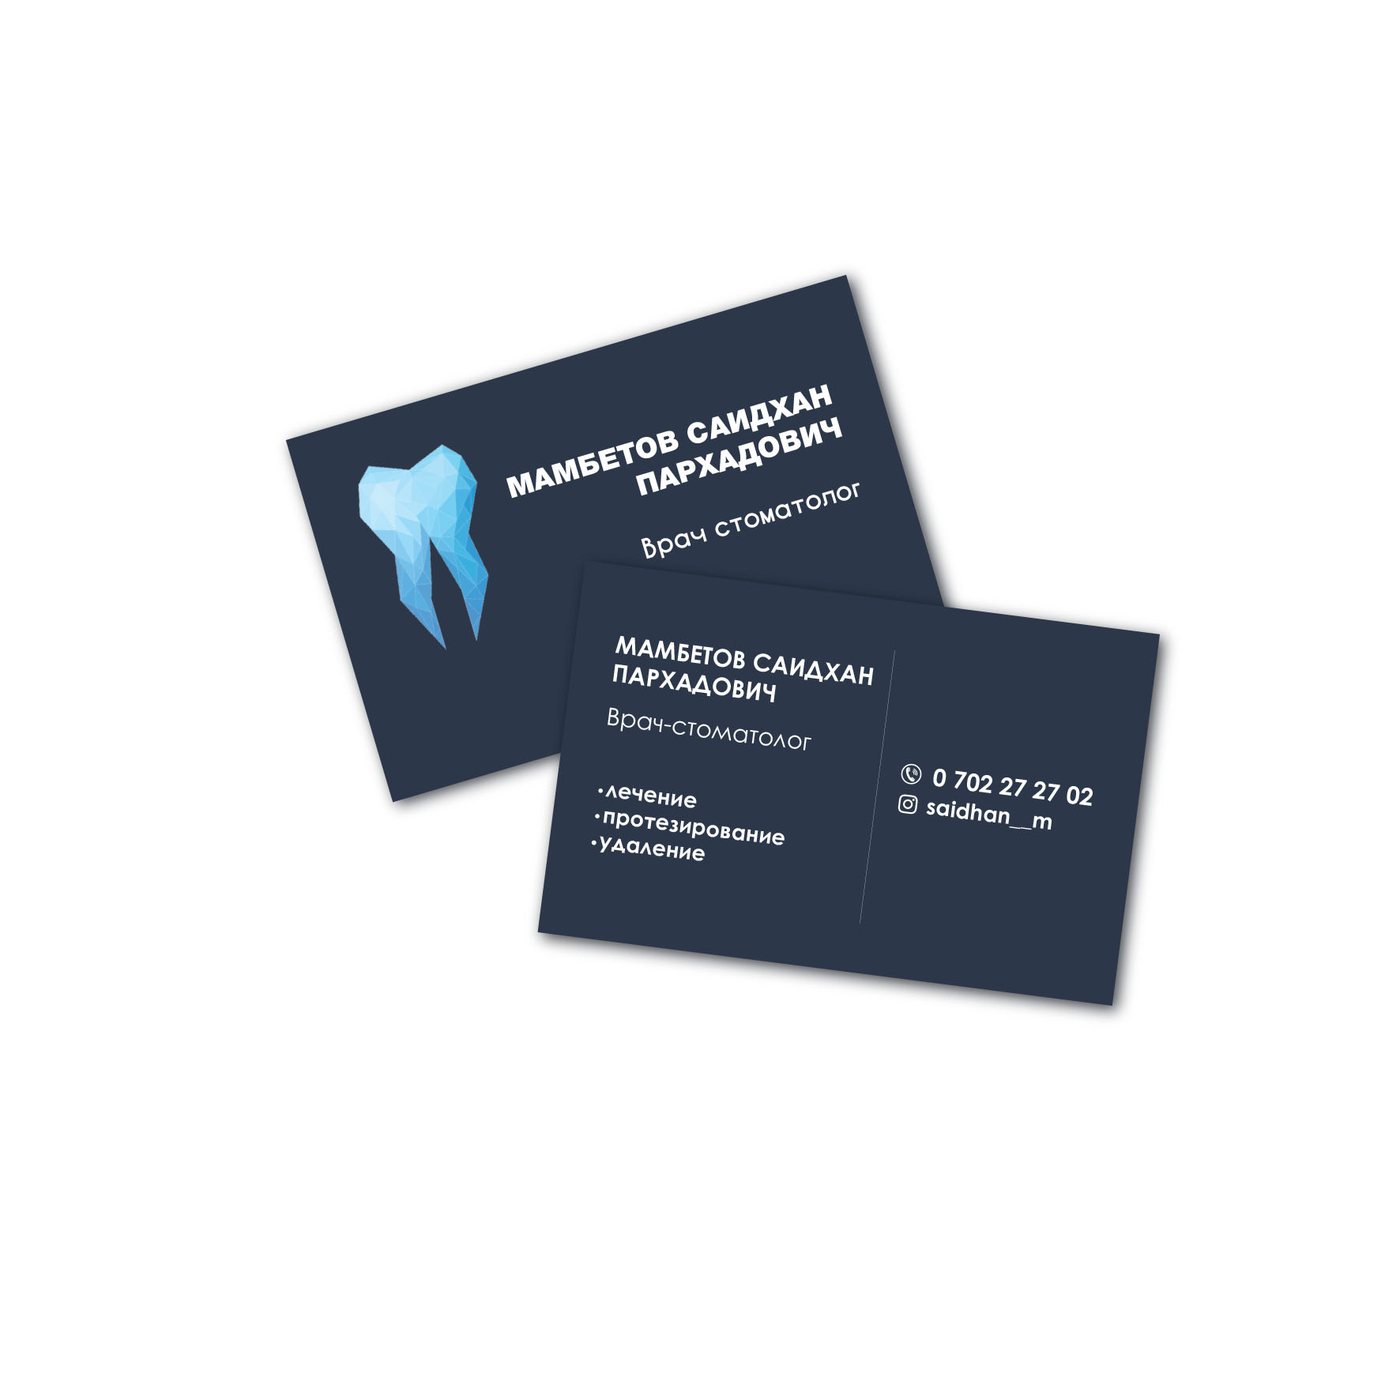 МАМБЕТОВ САИДХАН
ПАРХАДОВИЧ
Врач стоматолог
МАМБЕТОВ САИДХАН
ПАРХАДОВИЧ
Врач-стоматолог
•лечение
•протезирование
•удаление
0 702 27 27 02
saidhan__m